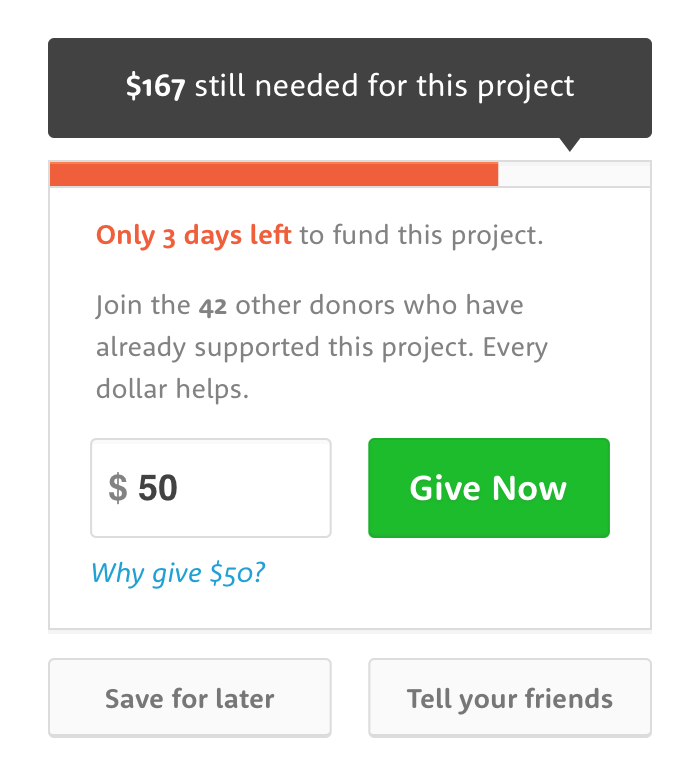 $167 still needed for this project
Only 3 days left to fund this project.
Join the 42 other donors who have
already supported this project. Every
dollar helps.
$ 50
Give Now
Why give $50?
Save for later
Tell your friends